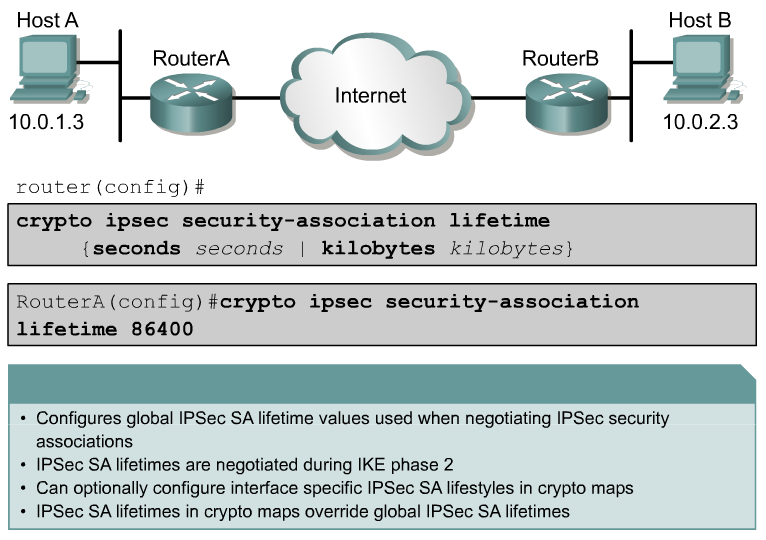 Host A
Host B
RouterA
RouterB
Internet
10.0.1.3
10.0.2.3
router(config)#
crypto ipsec security-association lifetime
{seconds seconds | kilobytes kilobytes}
RouterA(config)#crypto ipsec security-association
lifetime 86400
• Configures global IPSec SA lifetime values used when negotiating IPSec security
associations
• IPSec SA lifetimes are negotiated during IKE phase 2
• Can optionally configure interface specific IPSec SA lifestyles in crypto maps
• IPSec SA lifetimes in crypto maps override global IPSec SA lifetimes